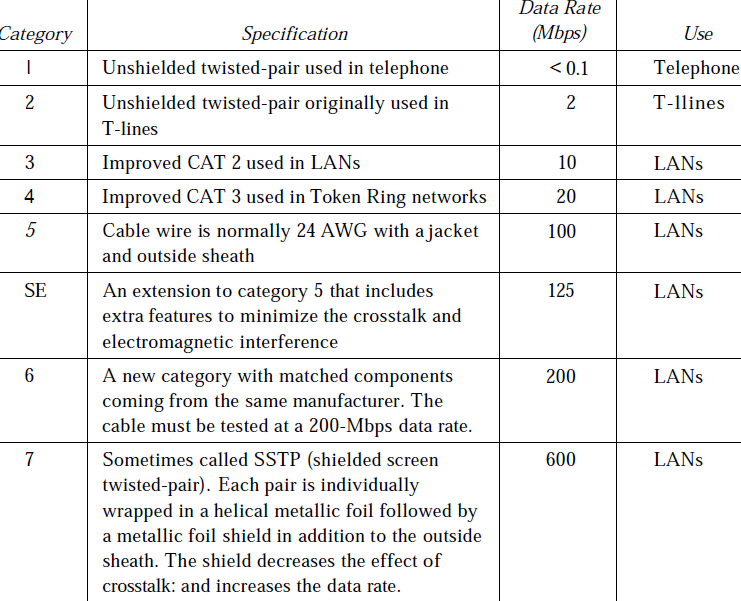 Data Rate
Category Specification (Mbps) Use
| Unshielded twisted-pair used in telephone < 0.1 Telephone
2 Unshielded twisted-pair originally used in 2 T-llines
T-lines
3 Improved CAT 2 used in LANs 10 LANs
4 Improved CAT 3 used in Token Ring networks 20 LANs
5 Cable wire is normally 24 AWG with a jacket 100 LANs
and outside sheath
SE An extension to category 5 that includes 125 LANs
extra features to minimize the crosstalk and
electromagnetic interference
6 A new category with matched components 200 LANs
coming from the same manufacturer. The
cable must be tested at a 200-Mbps data rate.
7 Sometimes called SSTP (shielded screen 600 LANs
twisted-pair). Each pair is individually
wrapped in a helical metallic foil followed by
a metallic foil shield in addition to the outside
sheath. The shield decreases the effect of
crosstalk: and increases the data rate.